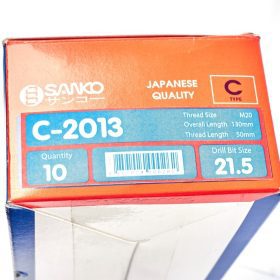 SANKO
サンコー
JAPANESE
QUALITY
C
TYPE
C-2013
Thread Size M20
Overall Length 130mm
Thread Length 50mm
Quantity
10
Drill Bit Size
21.5